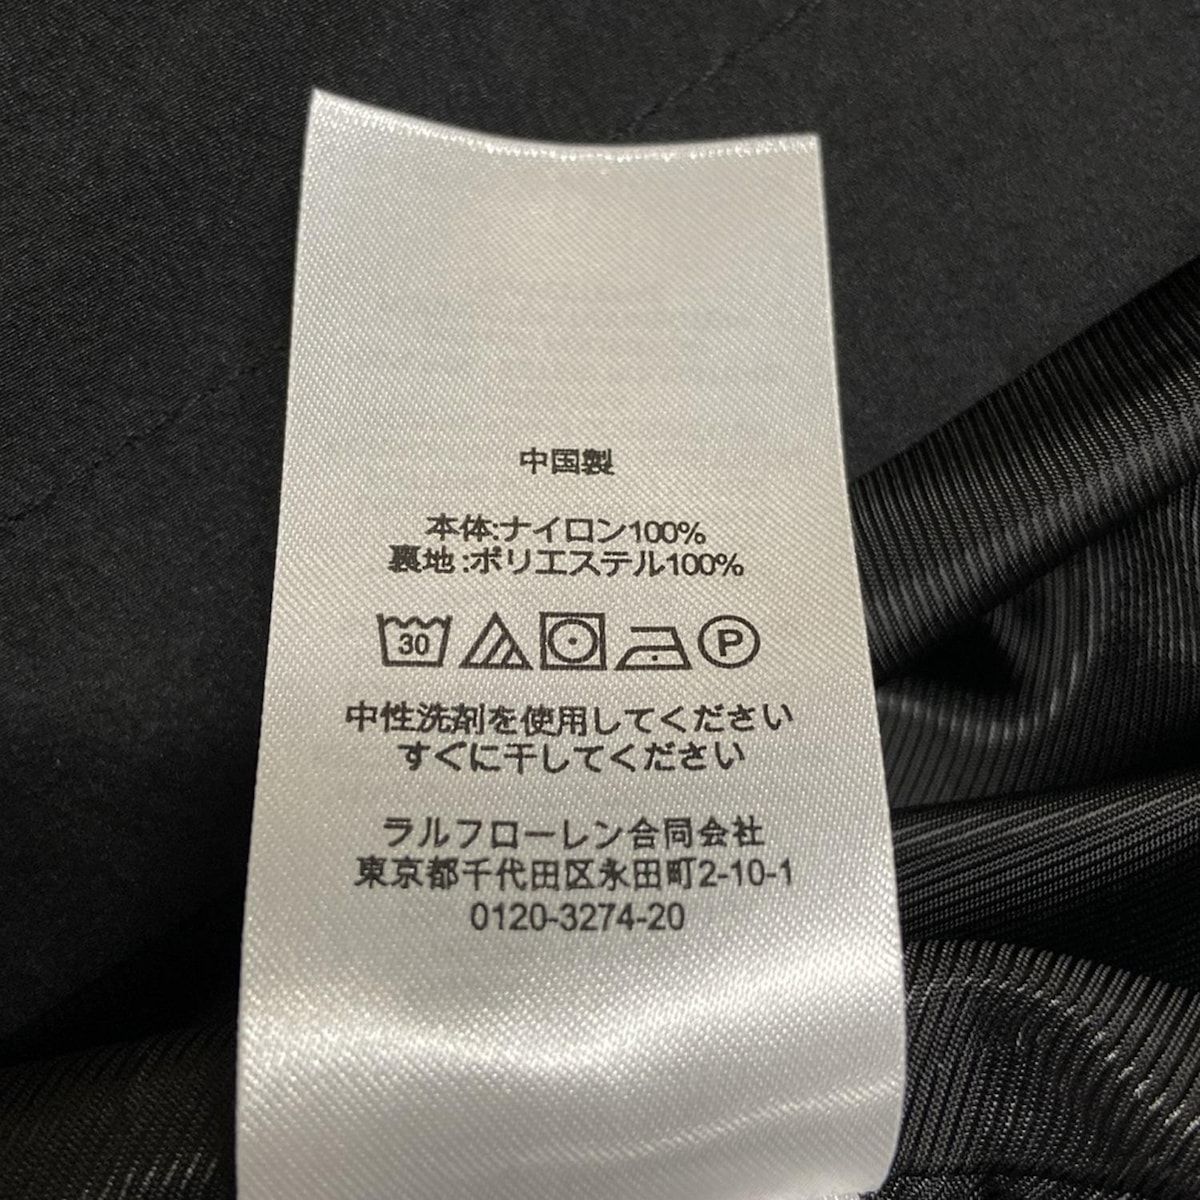 中国製
本体:ナイロン100%
裏地:ポリエステル100%
30 P
中性洗剤を使用してください
すぐに干してください
ラルフローレン合同会社
東京都千代田区永田町2-10-1
0120-3274-20